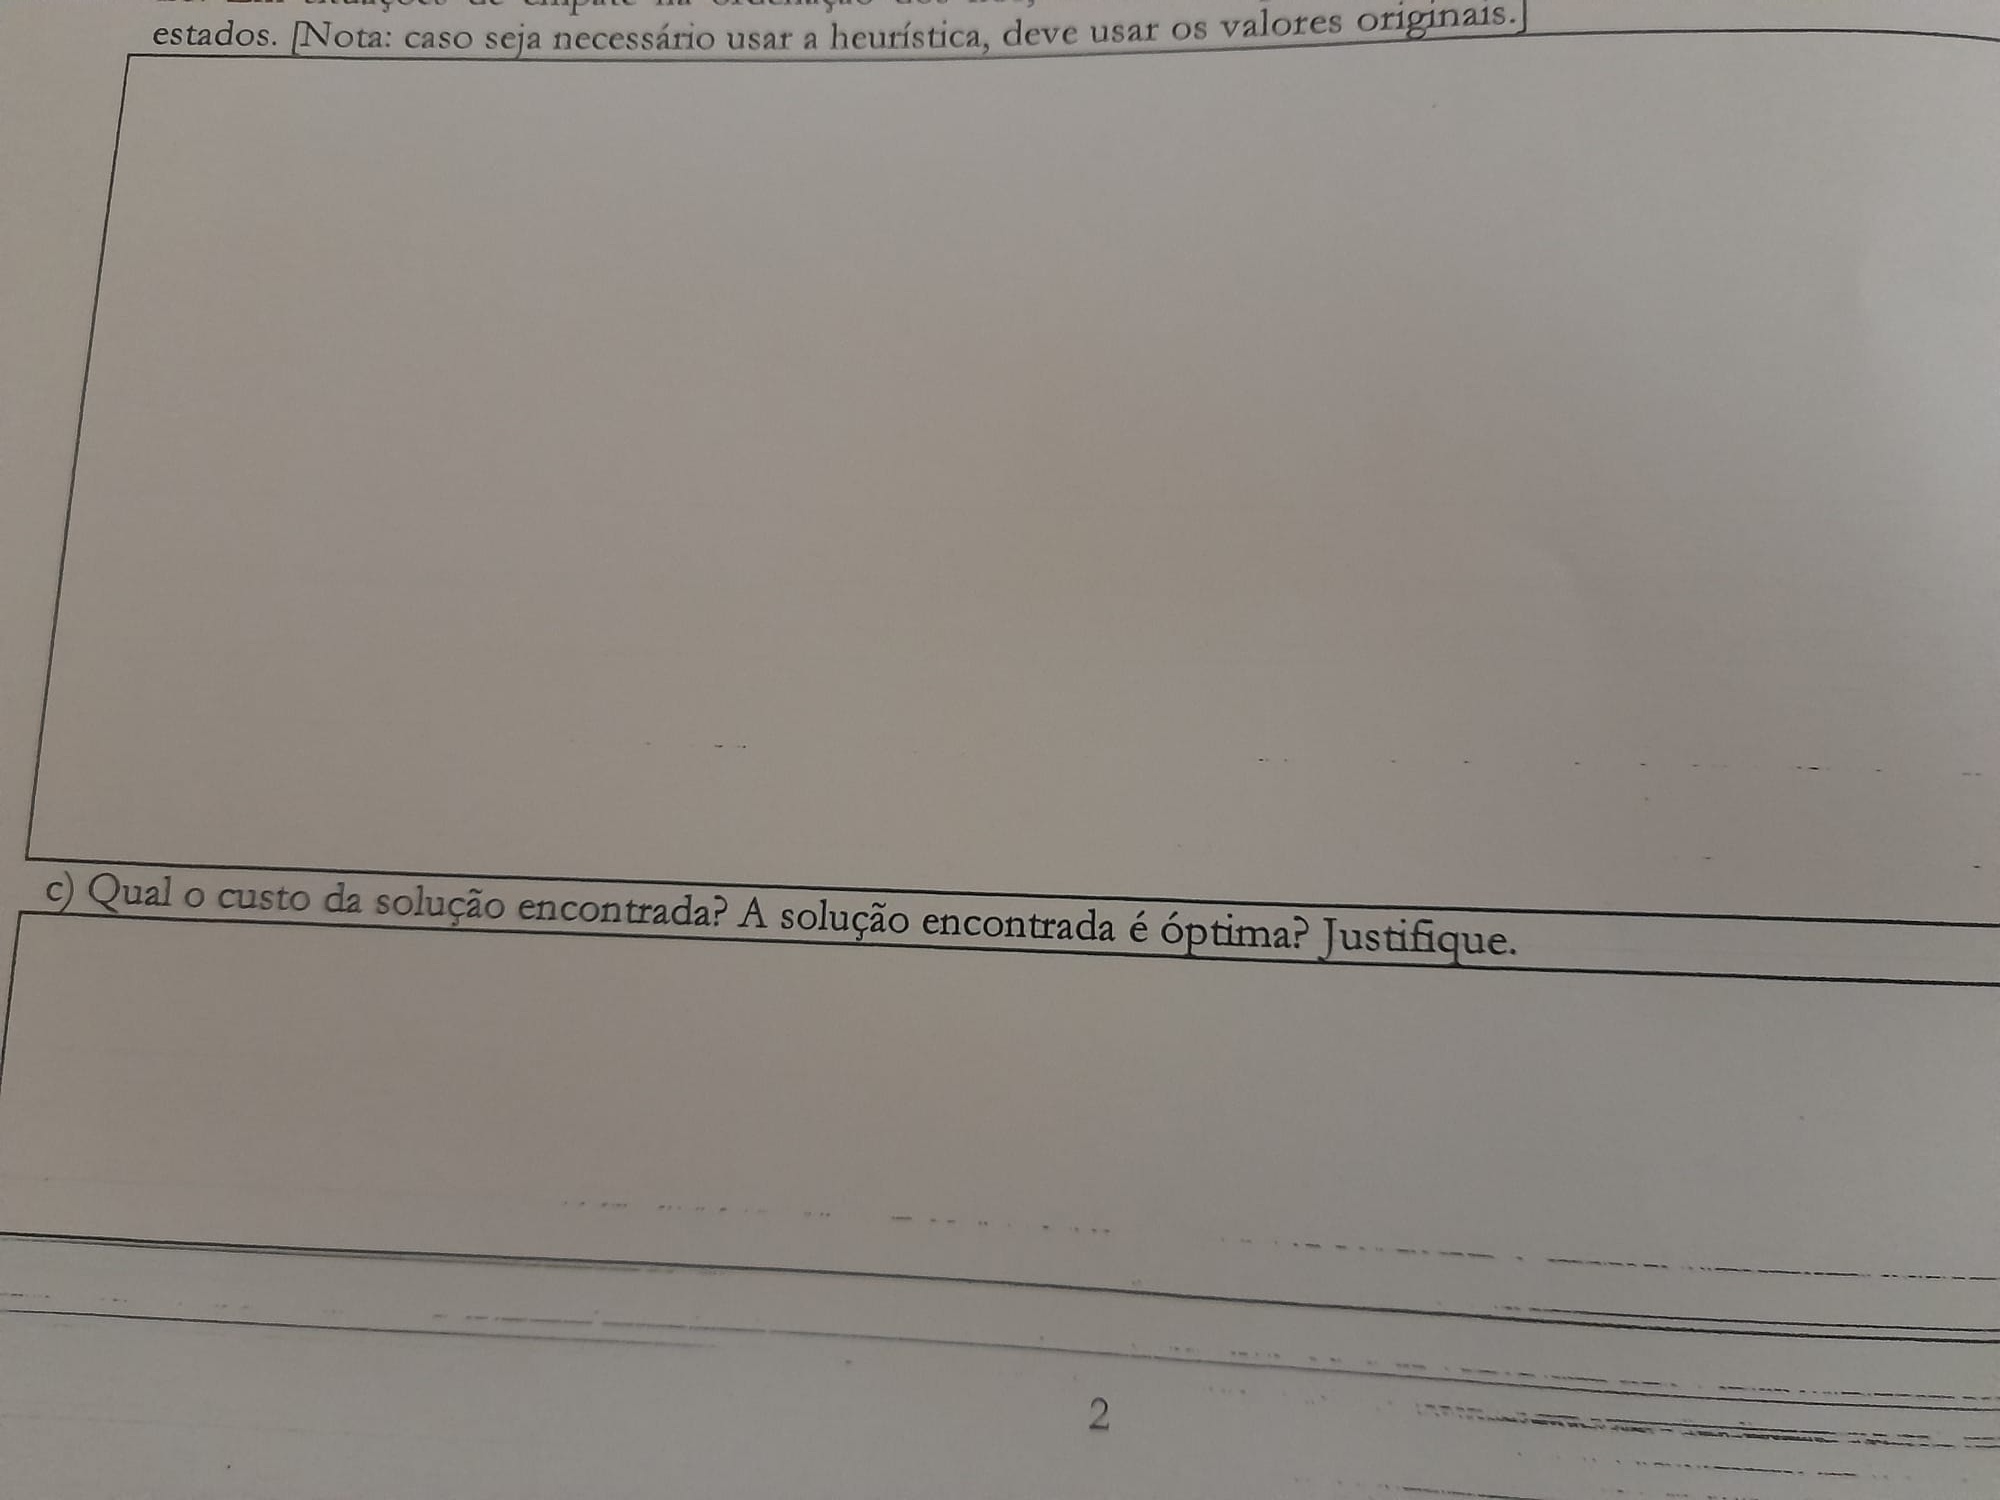 estados. [Nota: caso seja necessário usar a heurística, deve usar os valores originais.]
c) Qual o custo da solução encontrada? A solução encontrada é óptima? Justifique.
2